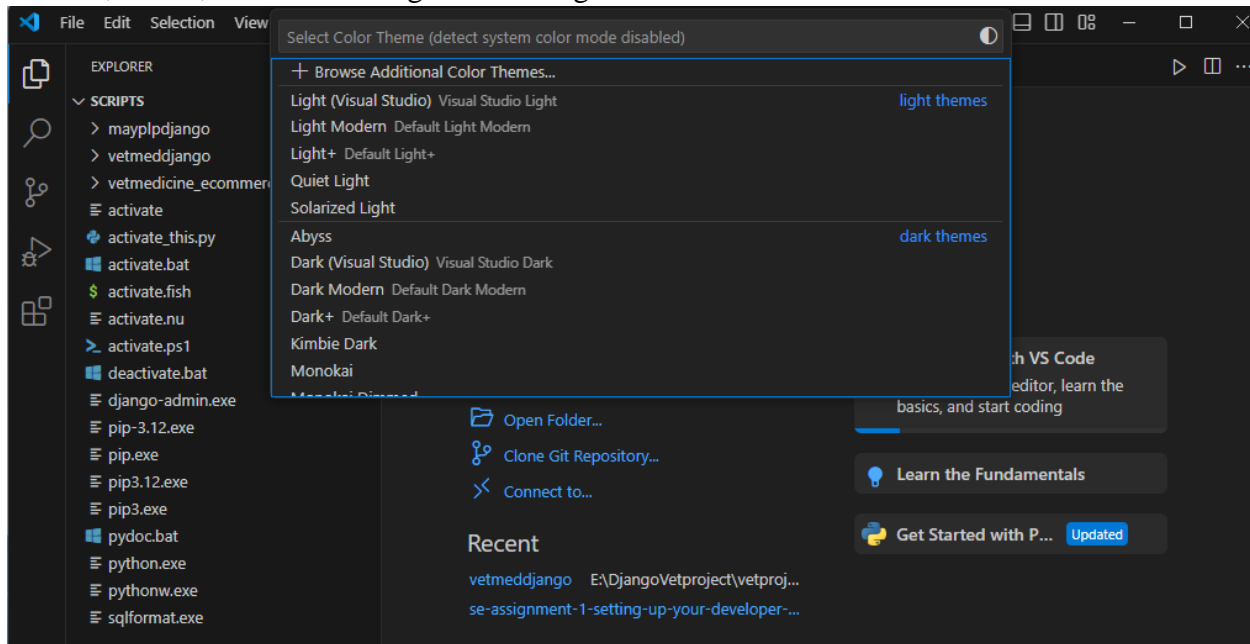 File Edit Selection View
Select Color Theme (detect system color mode disabled)
EXPLORER
SCRIPTS
mayplpdjango
vetmeddjango
vetmedicine_ecommer
activate
activate_this.py
activate.bat
activate.fish
activate.nu
activate.ps1
deactivate.bat
django-admin.exe
pip-3.12.exe
pip.exe
pip3.12.exe
pip3.exe
pydoc.bat
python.exe
pythonw.exe
sqlformat.exe
+ Browse Additional Color Themes...
Light (Visual Studio) Visual Studio Light light themes
Light Modern Default Light Modern
Light+ Default Light+
Quiet Light
Solarized Light
Abyss dark themes
Dark (Visual Studio) Visual Studio Dark
Dark Modern Default Dark Modern
Dark+ Default Dark+
Kimbie Dark
Monokai
Monokai Dimmed
Open Folder...
Clone Git Repository...
Connect to...
Recent
vetmeddjango E:\DjangoVetproject\vetproj...
se-assignment-1-setting-up-your-developer-...
VS Code
editor, learn the
basics, and start coding
Learn the Fundamentals
Get Started with P... Updated